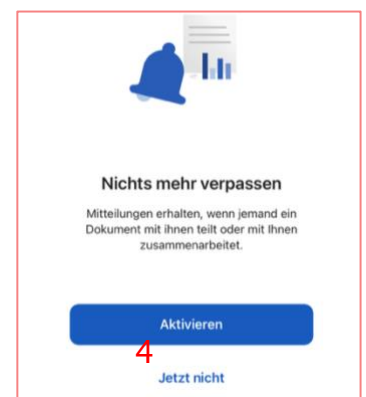 Nichts mehr verpassen
Mitteilungen erhalten, wenn jemand ein
Dokument mit ihnen teilt oder mit Ihnen
zusammenarbeitet.
Aktivieren
4
Jetzt nicht